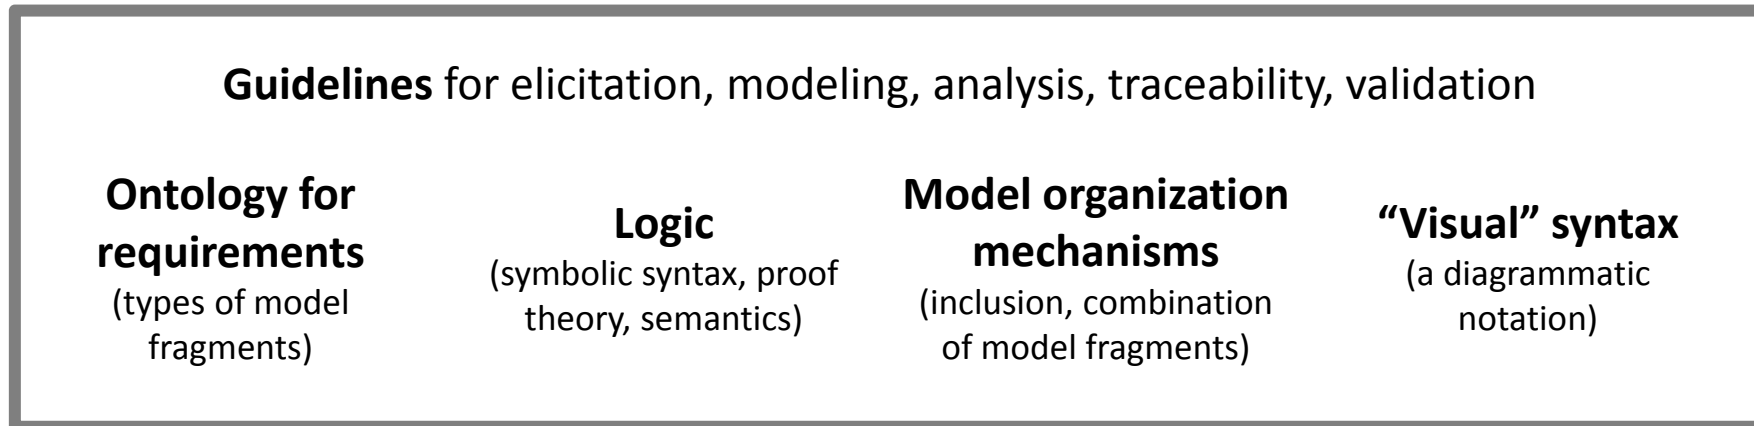 Guidelines for elicitation, modeling, analysis, traceability, validation
Ontology for
requirements
(types of model
fragments)
Logic
(symbolic syntax, proof
theory, semantics)
Model organization
mechanisms
(inclusion, combination
of model fragments)
“Visual” syntax
(a diagrammatic
notation)